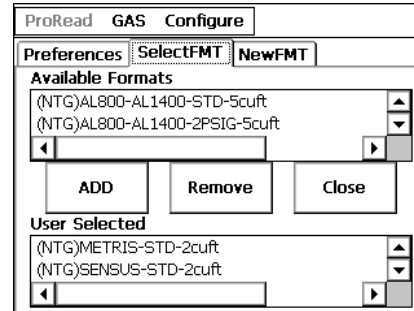 ProRead GAS Configure
Preferences SelectFMT NewFMT
Available Formats
(NTG)AL800-AL1400-STD-5cuft
(NTG)AL800-AL1400-2PSIG-5cuft
ADD Remove Close
User Selected
(NTG)METRIS-STD-2cuft
(NTG)SENSUS-STD-2cuft